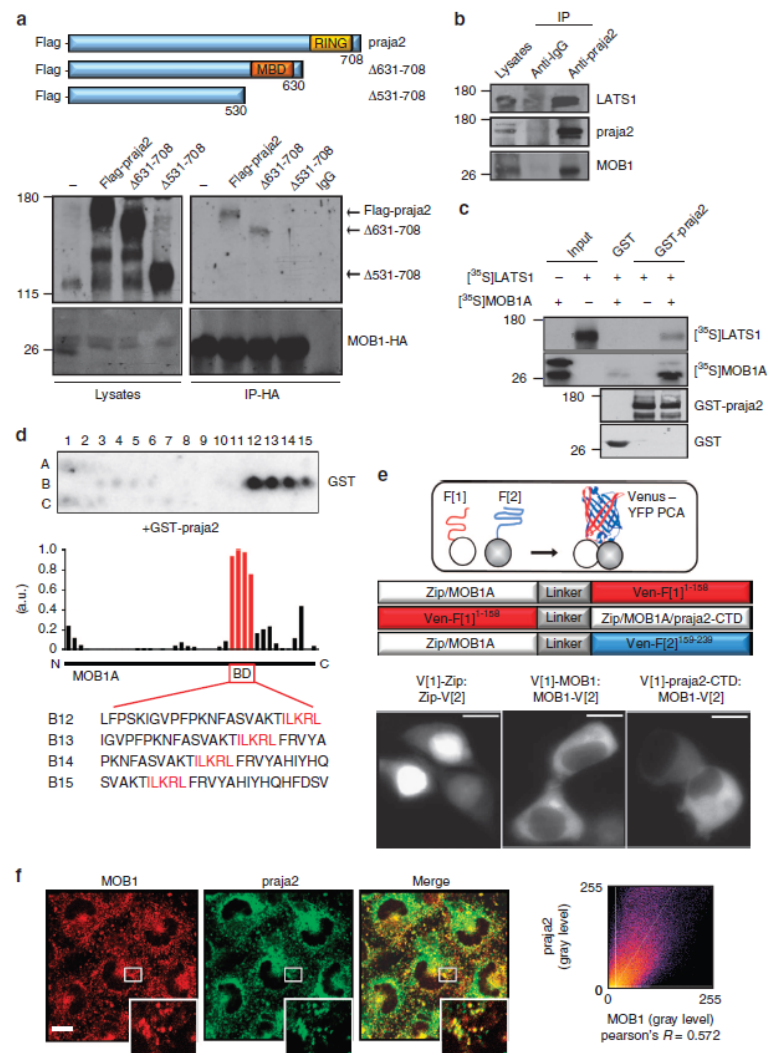 a
Flag RING praja2
708
Flag MBD Δ631-708
630
Flag Δ531-708
530
– Flag-praja2 Δ631-708 Δ531-708 – Flag-praja2 Δ631-708 Δ531-708 IgG
180
Flag-praja2
Δ631-708
Δ531-708
115
26 MOB1-HA
Lysates IP-HA
b
IP
Lysates Anti-IgG Anti-praja2
180 LATS1
180 praja2
26 MOB1
c
Input GST GST-praja2
[³⁵S]LATS1 – + + + +
[³⁵S]MOB1A + – + – +
180 [³⁵S]LATS1
26 [³⁵S]MOB1A
180 GST-praja2
26 GST
d
1 2 3 4 5 6 7 8 9 10 11 12 13 14 15
A
B GST
C
+GST-praja2
1.0
0.8
0.6
0.4
0.2
0
(a.u.)
N C
MOB1A BD
B12 LFPSKIGVPFPKNFASVAKTILKRL
B13 IGVPFPKNFASVAKTILKRLFRVYA
B14 PKNFASVAKTILKRLFRVYAHIYHQ
B15 SVAKTILKRLFRVYAHIYHQHFDSV
e
F[1] F[2] Venus –
YFP PCA
Zip/MOB1A Linker Ven-F[1]¹⁻¹⁵⁸
Ven-F[1]¹⁻¹⁵⁸ Linker Zip/MOB1A/praja2-CTD
Zip/MOB1A Linker Ven-F[2]¹⁵⁹⁻²³⁹
V[1]-Zip: V[1]-MOB1: V[1]-praja2-CTD:
Zip-V[2] MOB1-V[2] MOB1-V[2]
f
MOB1 praja2 Merge
255
praja2
(gray level)
0
0 255
MOB1 (gray level)
pearson's R = 0.572